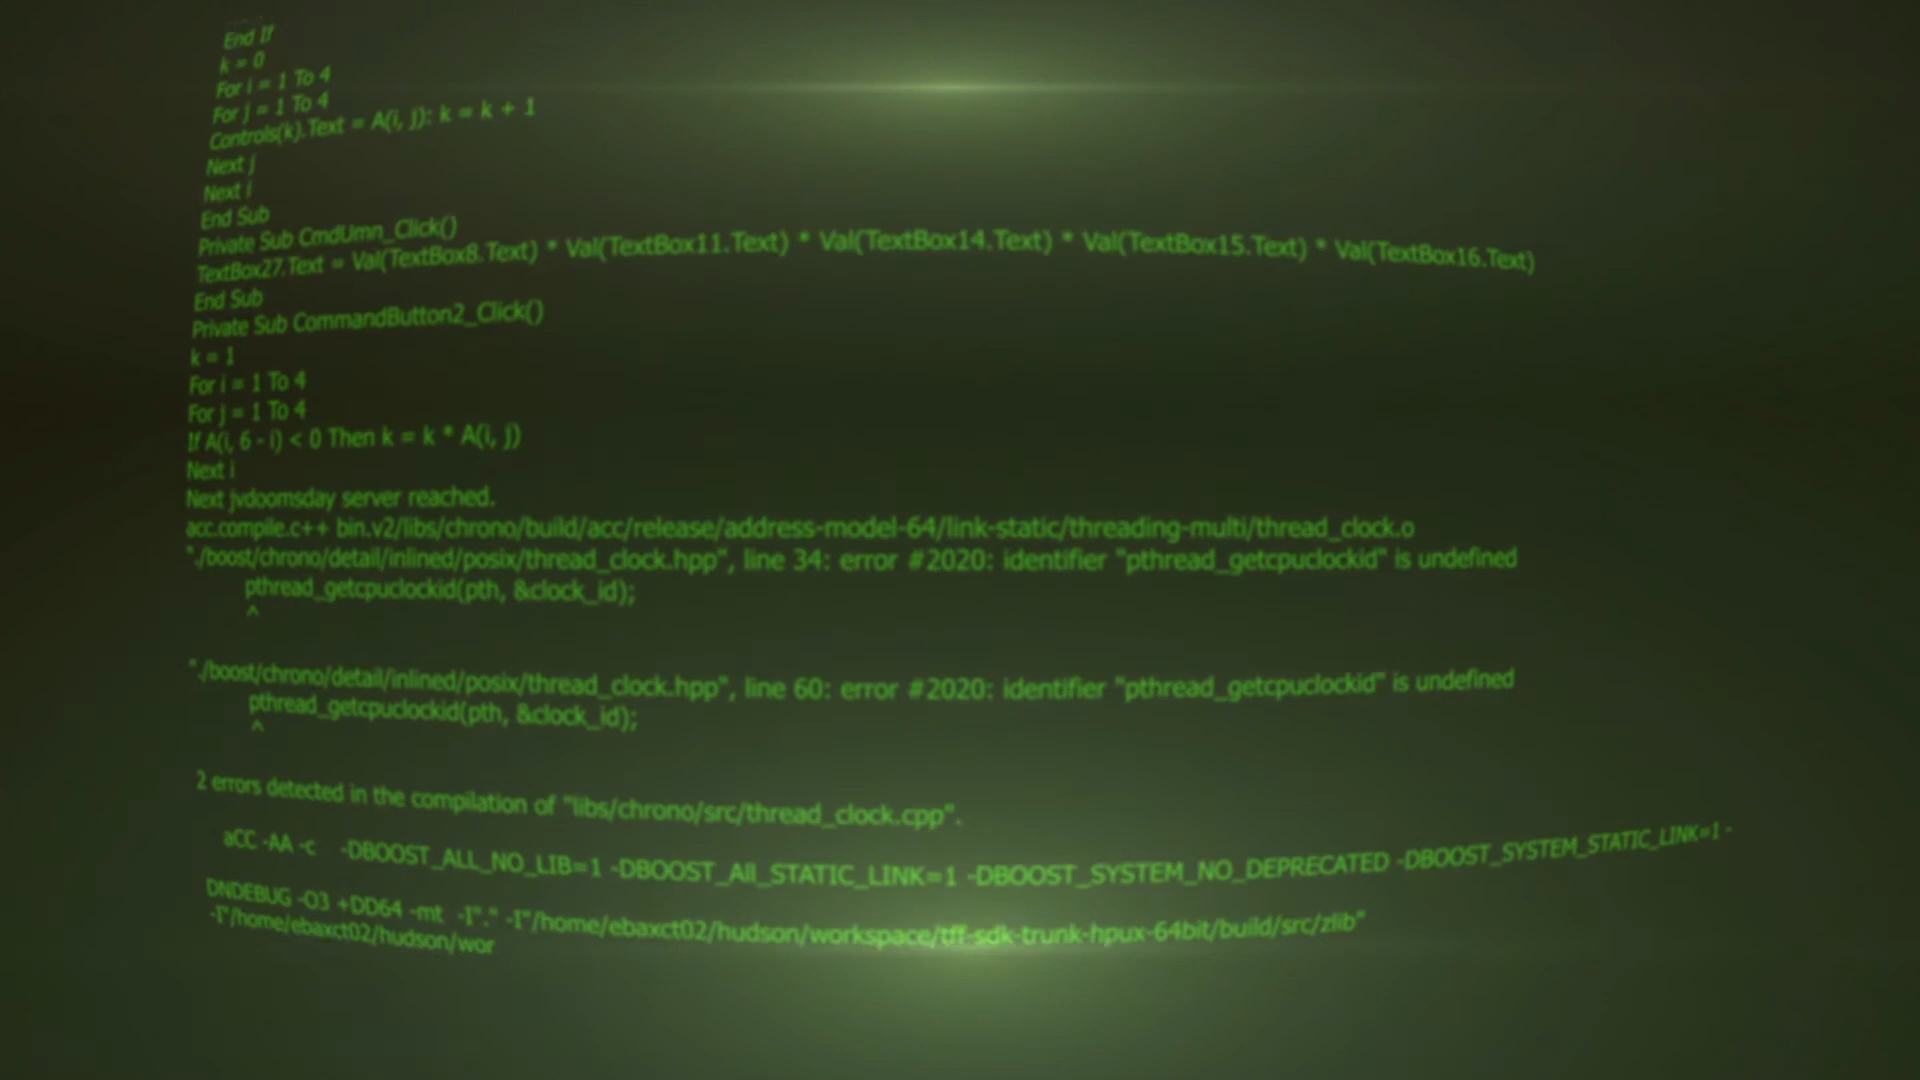 End If
k = 0
For i = 1 To 4
For j = 1 To 4
Controls(k).Text = A(i, j): k = k + 1
Next j
Next i
End Sub
Private Sub CmdUmn_Click()
TextBox27.Text = Val(TextBox8.Text) * Val(TextBox11.Text) * Val(TextBox14.Text) * Val(TextBox15.Text) * Val(TextBox16.Text)
End Sub
Private Sub CommandButton2_Click()
k = 1
For i = 1 To 4
For j = 1 To 4
If A(i, 6 - i) < 0 Then k = k * A(i, j)
Next i
Next jvdoomsday server reached.
acc.compile.c++ bin.v2/libs/chrono/build/acc/release/address-model-64/link-static/threading-multi/thread_clock.o
"./boost/chrono/detail/inlined/posix/thread_clock.hpp", line 34: error #2020: identifier "pthread_getcpuclockid" is undefined
pthread_getcpuclockid(pth, &clock_id);
^
"./boost/chrono/detail/inlined/posix/thread_clock.hpp", line 60: error #2020: identifier "pthread_getcpuclockid" is undefined
pthread_getcpuclockid(pth, &clock_id);
^
2 errors detected in the compilation of "libs/chrono/src/thread_clock.cpp".
aCC -AA -c -DBOOST_ALL_NO_LIB=1 -DBOOST_All_STATIC_LINK=1 -DBOOST_SYSTEM_NO_DEPRECATED -DBOOST_SYSTEM_STATIC_LINK=1 -
DNDEBUG -O3 +DD64 -mt -I"." -I"/home/ebaxct02/hudson/workspace/tff-sdk-trunk-hpux-64bit/build/src/zlib"
-I"/home/ebaxct02/hudson/wor